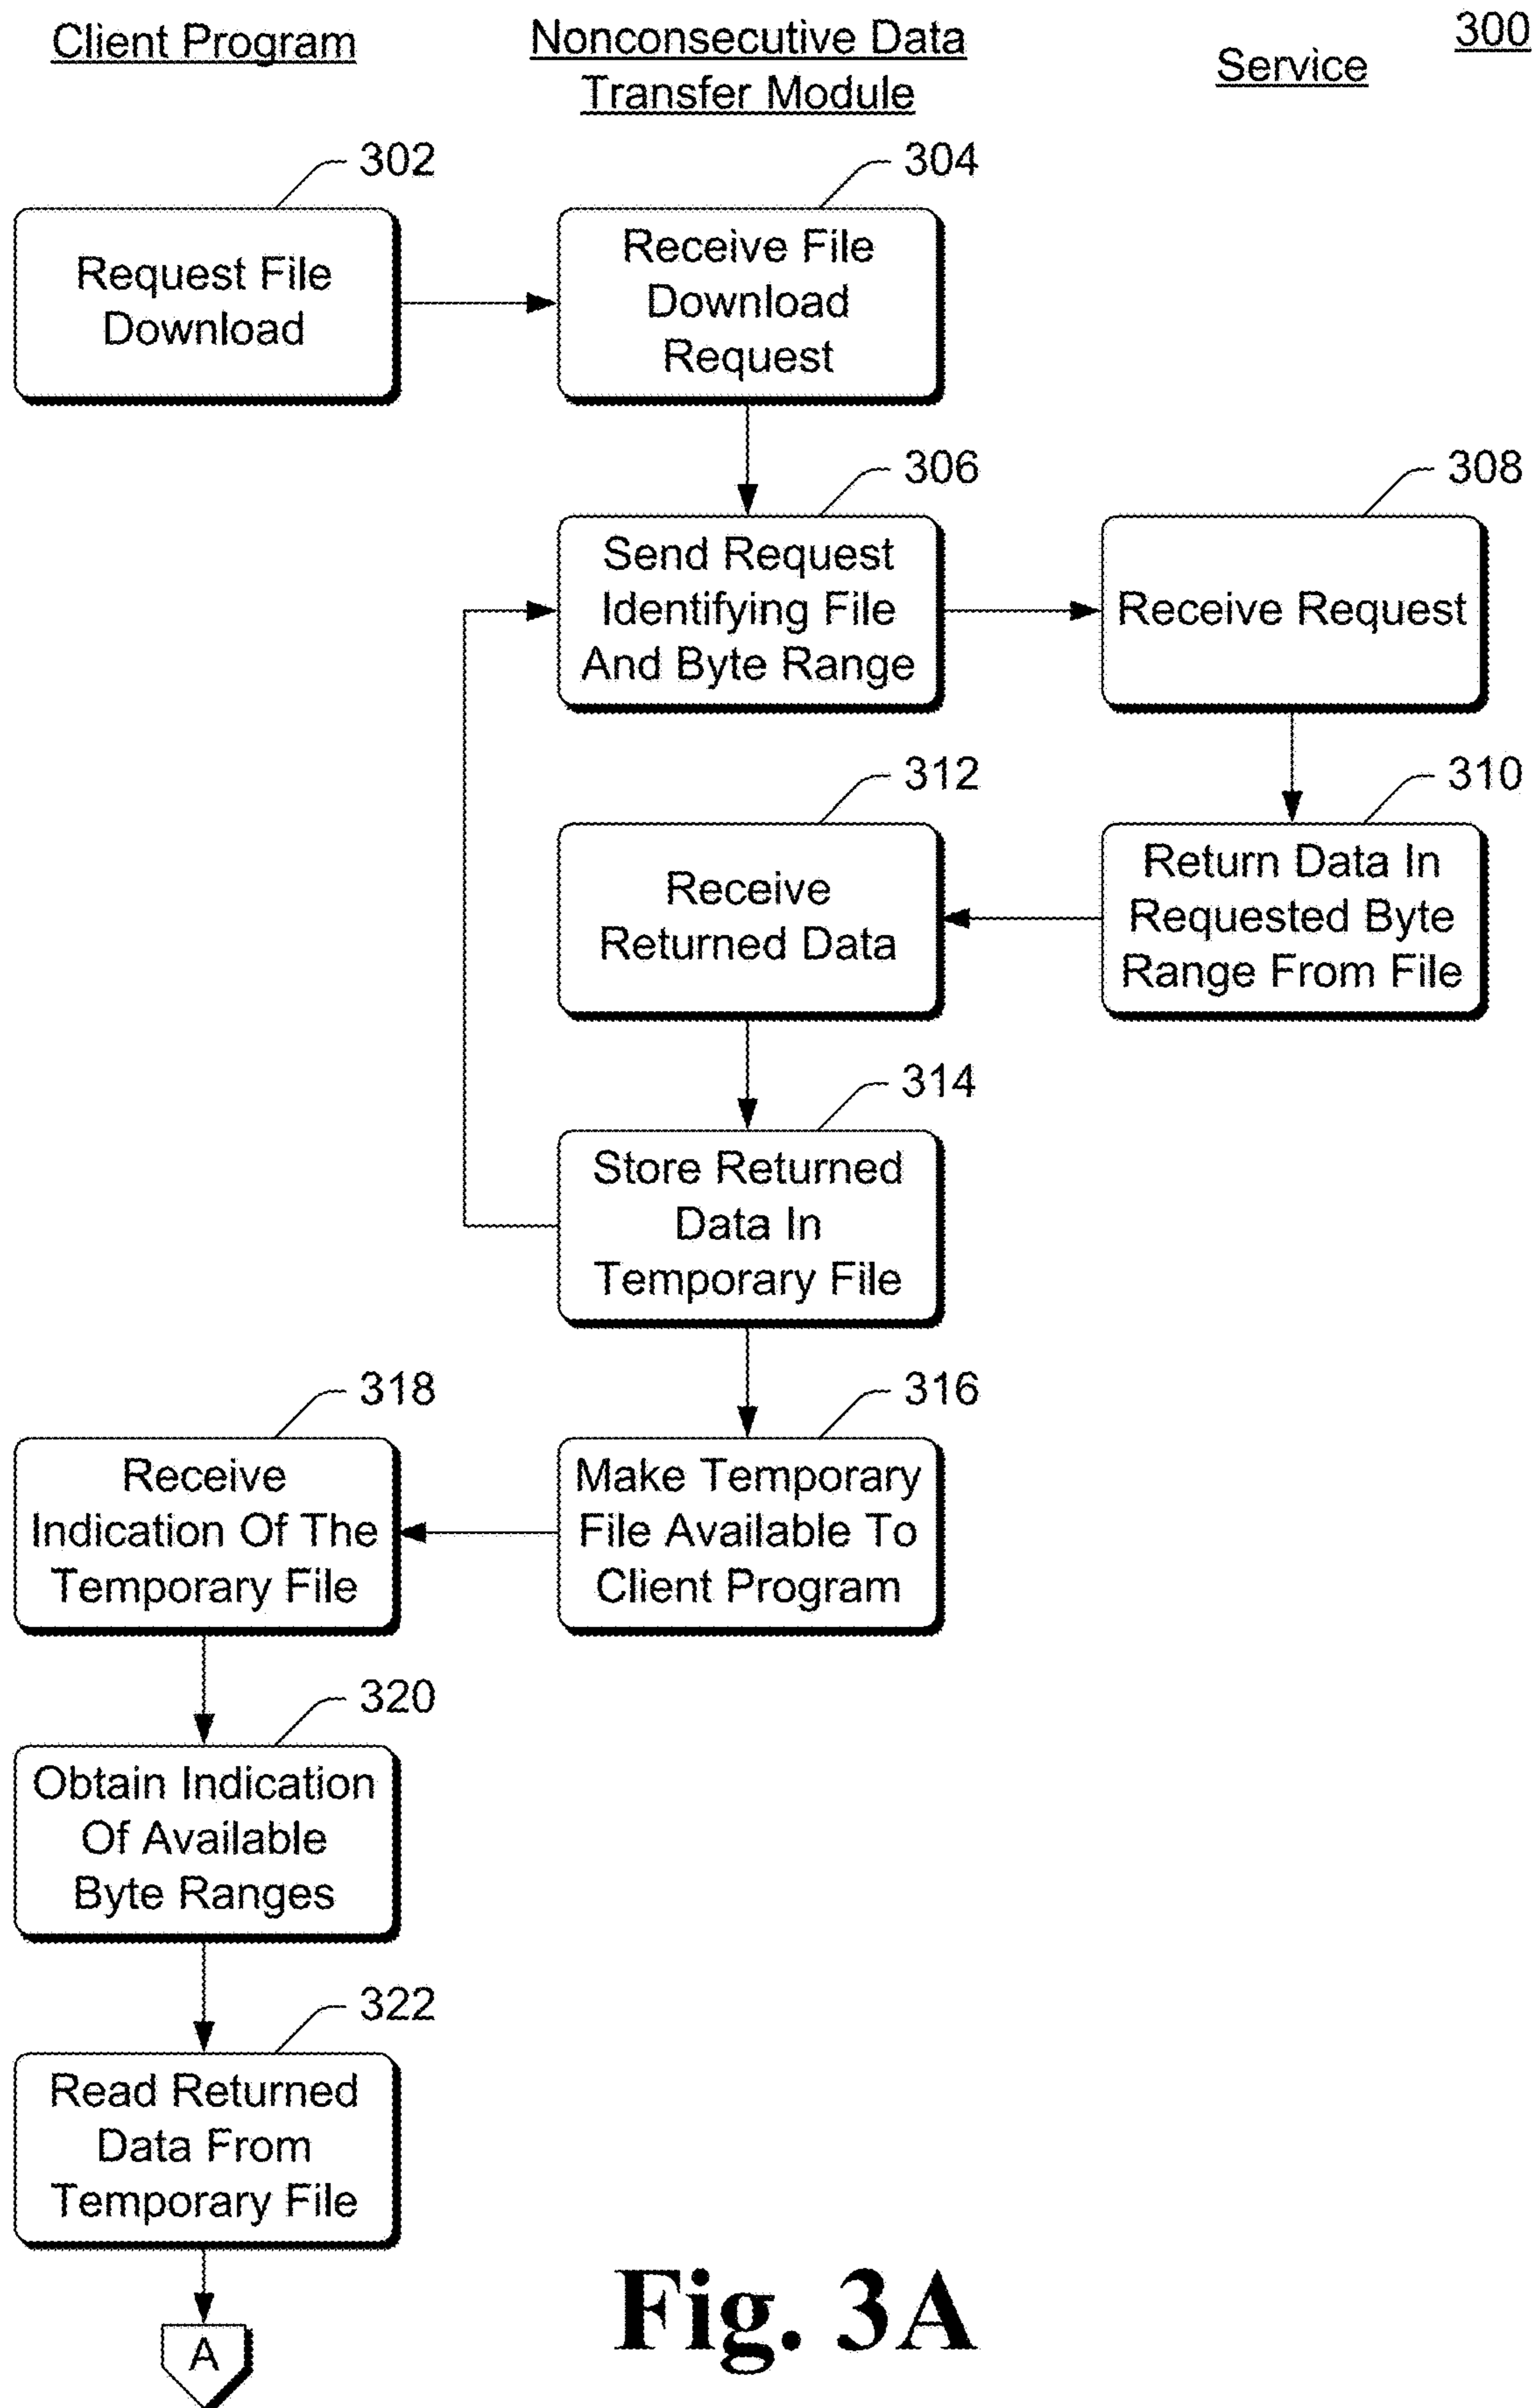 300
Client Program
Nonconsecutive Data
Transfer Module
Service
302
Request File
Download
304
Receive File
Download
Request
306
Send Request
Identifying File
And Byte Range
308
Receive Request
310
Return Data In
Requested Byte
Range From File
312
Receive
Returned Data
314
Store Returned
Data In
Temporary File
316
Make Temporary
File Available To
Client Program
318
Receive
Indication Of The
Temporary File
320
Obtain Indication
Of Available
Byte Ranges
322
Read Returned
Data From
Temporary File
A
Fig. 3A